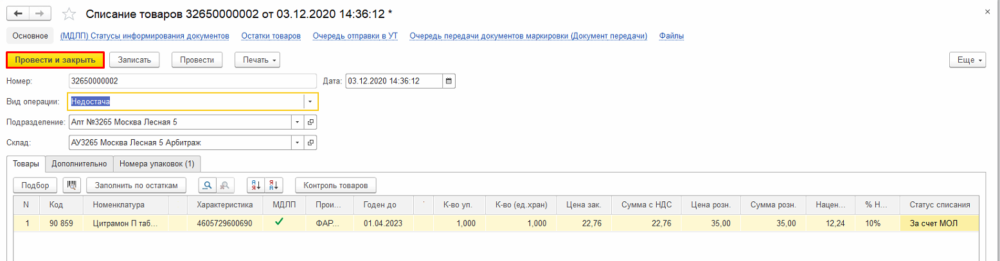 Списание товаров 32650000002 от 03.12.2020 14:36:12 *
Основное (МДЛП) Статусы информирования документов Остатки товаров Очередь отправки в УТ Очередь передачи документов маркировки (Документ передачи) Файлы
Провести и закрыть Записать Провести Печать Еще
Номер: 32650000002 Дата: 03.12.2020 14:36:12
Вид операции: Недостача
Подразделение: Апт №3265 Москва Лесная 5
Склад: АУ3265 Москва Лесная 5 Арбитраж
Товары Дополнительно Номера упаковок (1)
Подбор Заполнить по остаткам Контроль товаров
N Код Номенклатура Характеристика МДЛП Прои... Годен до К-во уп. К-во (ед.хран) Цена зак. Сумма с НДС Цена розн. Сумма розн. Нацен... % Н... Статус списания
1 90 859 Цитрамон П таб... 4605729600690 ФАР... 01.04.2023 1,000 1,000 22,76 22,76 35,00 35,00 12,24 10% За счет МОЛ